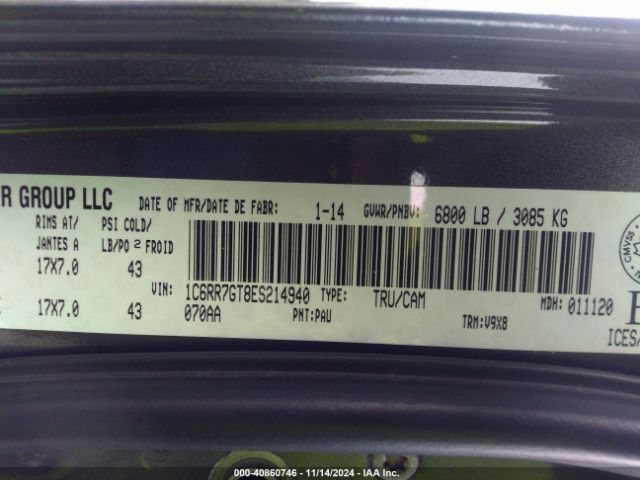 R GROUP LLC DATE OF MFR/DATE DE FABR: 1-14 GVWR/PNBV: 6800 LB / 3085 KG
RIMS AT/ PSI COLD/
JANTES A LB/PO 2 FROID
17X7.0 43
VIN: 1C6RR7GT8ES214940 TYPE: TRU/CAM MDH: 011120
17X7.0 43 070AA PNT: PAU TRM: V9X8
CMVSS
ICES/
000-40860746 - 11/14/2024 - IAA Inc.